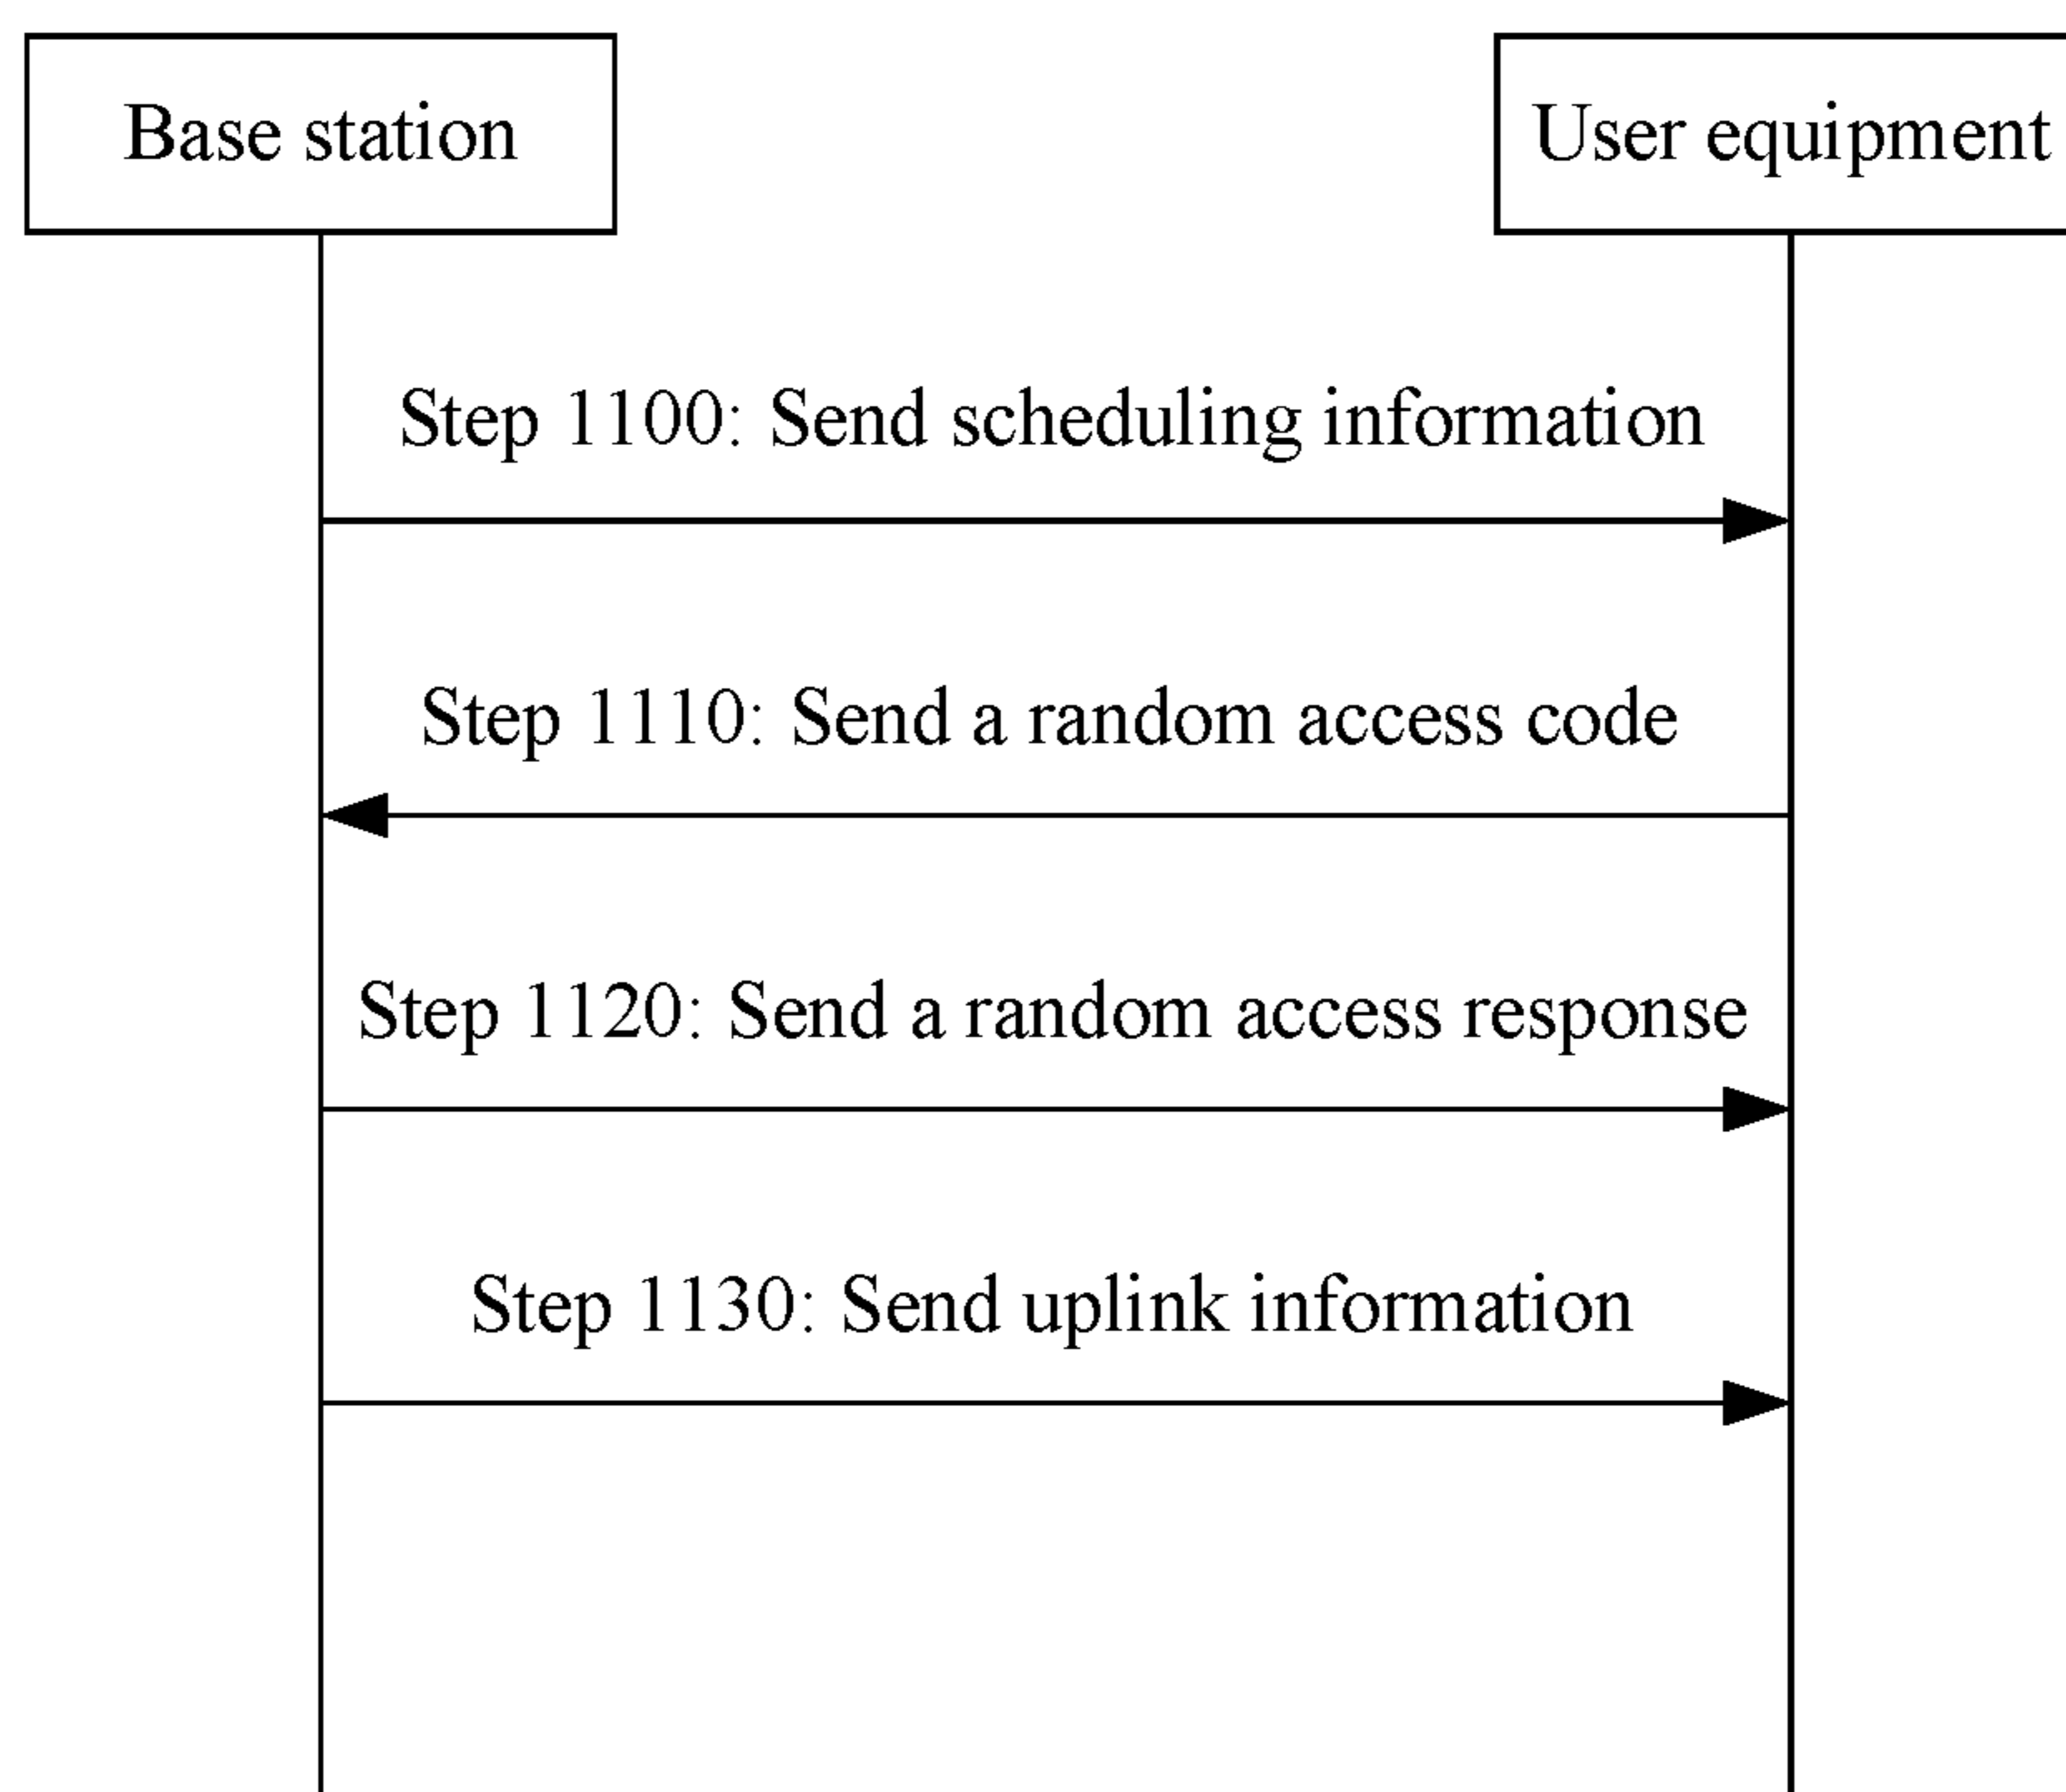 Base station
User equipment
Step 1100: Send scheduling information
Step 1110: Send a random access code
Step 1120: Send a random access response
Step 1130: Send uplink information